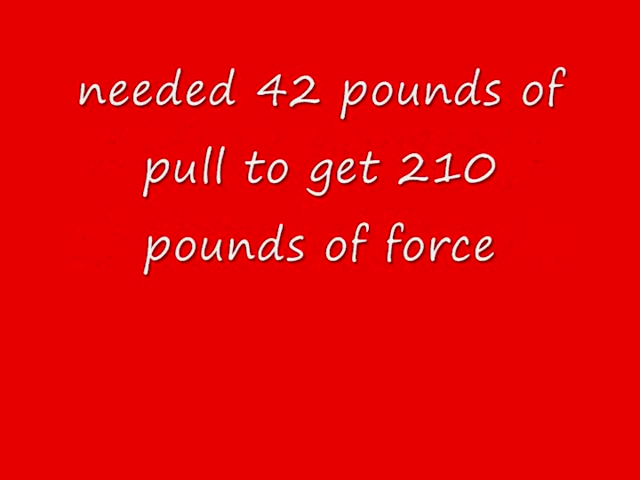 needed 42 pounds of
pull to get 210
pounds of force